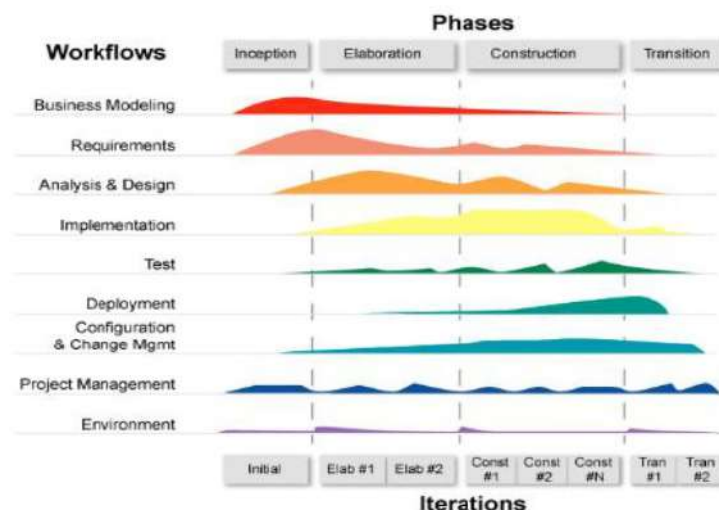 Phases
Workflows
Inception Elaboration Construction Transition
Business Modeling
Requirements
Analysis & Design
Implementation
Test
Deployment
Configuration
& Change Mgmt
Project Management
Environment
Initial Elab #1 Elab #2 Const #1 Const #2 Const #N Tran #1 Tran #2
Iterations